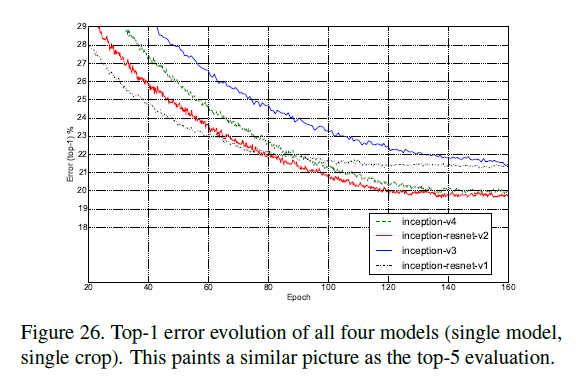 29
28
27
26
25
24
23
22
21
20
19
18
Error (top-1) %
20 40 60 80 100 120 140 160
Epoch
inception-v4
inception-resnet-v2
inception-v3
inception-resnet-v1
Figure 26. Top-1 error evolution of all four models (single model,
single crop). This paints a similar picture as the top-5 evaluation.